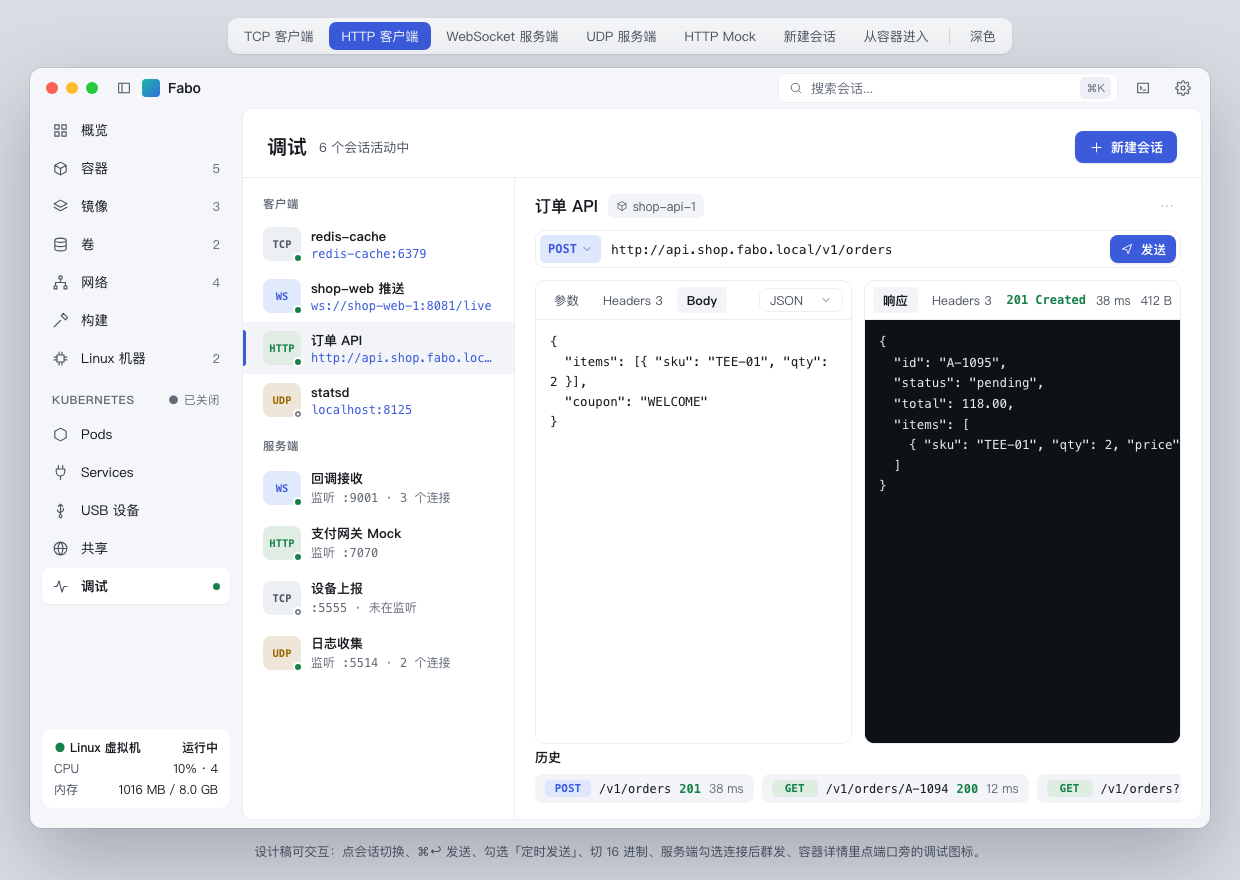 TCP 客户端 HTTP 客户端 WebSocket 服务端 UDP 服务端 HTTP Mock 新建会话 从容器进入 深色
Fabo 搜索会话... ⌘K
概览
容器 5
镜像 3
卷 2
网络 4
构建
Linux 机器 2
KUBERNETES 已关闭
Pods
Services
USB 设备
共享
调试
Linux 虚拟机 运行中
CPU 10% · 4
内存 1016 MB / 8.0 GB
调试 6 个会话活动中 新建会话
客户端
TCP redis-cache
redis-cache:6379
WS shop-web 推送
ws://shop-web-1:8081/live
HTTP 订单 API
http://api.shop.fabo.loc…
UDP statsd
localhost:8125
服务端
WS 回调接收
监听 :9001 · 3 个连接
HTTP 支付网关 Mock
监听 :7070
TCP 设备上报
:5555 · 未在监听
UDP 日志收集
监听 :5514 · 2 个连接
订单 API shop-api-1 ···
POST http://api.shop.fabo.local/v1/orders 发送
参数 Headers 3 Body JSON
{
"items": [{ "sku": "TEE-01", "qty":
2 }],
"coupon": "WELCOME"
}
响应 Headers 3 201 Created 38 ms 412 B
{
"id": "A-1095",
"status": "pending",
"total": 118.00,
"items": [
{ "sku": "TEE-01", "qty": 2, "price"
]
}
历史
POST /v1/orders 201 38 ms GET /v1/orders/A-1094 200 12 ms GET /v1/orders?
设计稿可交互：点会话切换、⌘↩ 发送、勾选「定时发送」、切 16 进制、服务端勾选连接后群发、容器详情里点端口旁的调试图标。